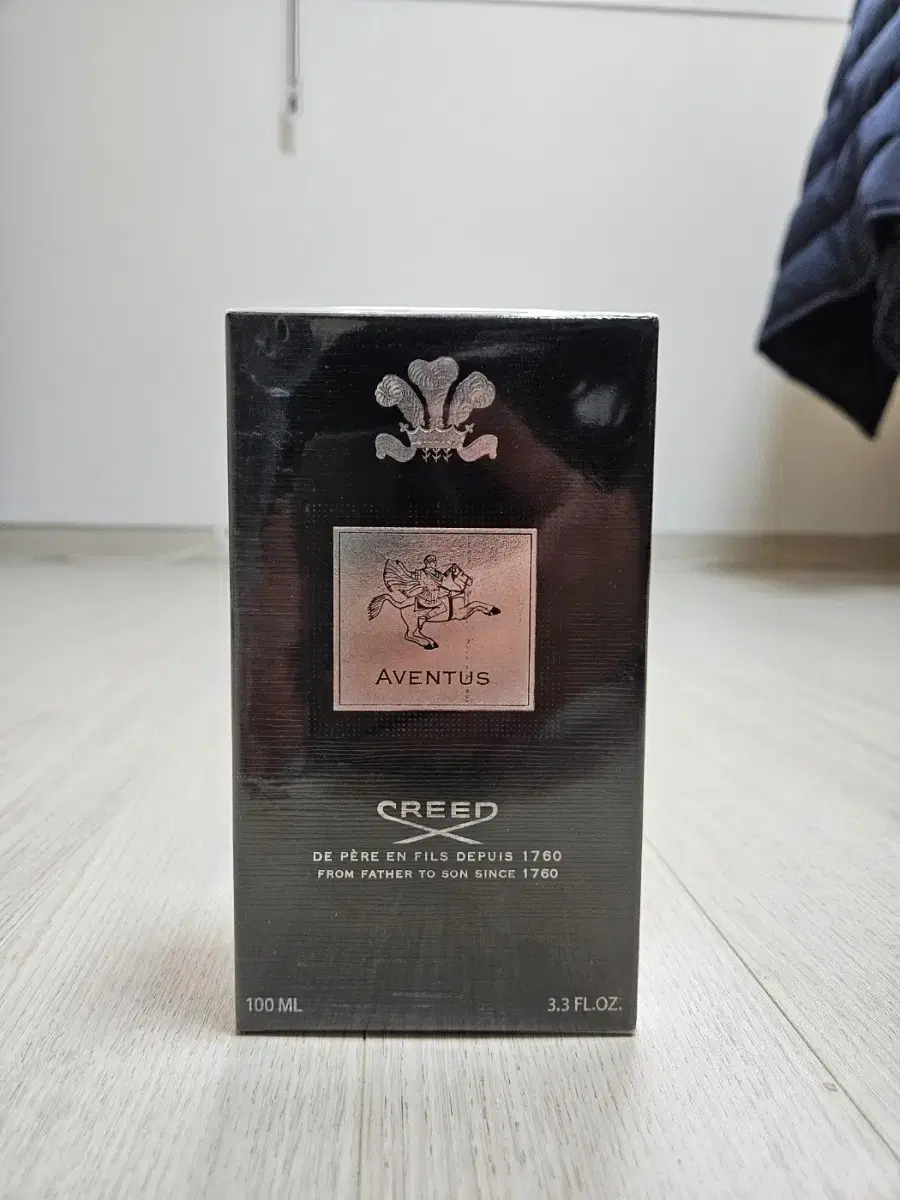 AVENTUS
CREED
DE PÈRE EN FILS DEPUIS 1760
FROM FATHER TO SON SINCE 1760
100 ML 3.3 FL.OZ.